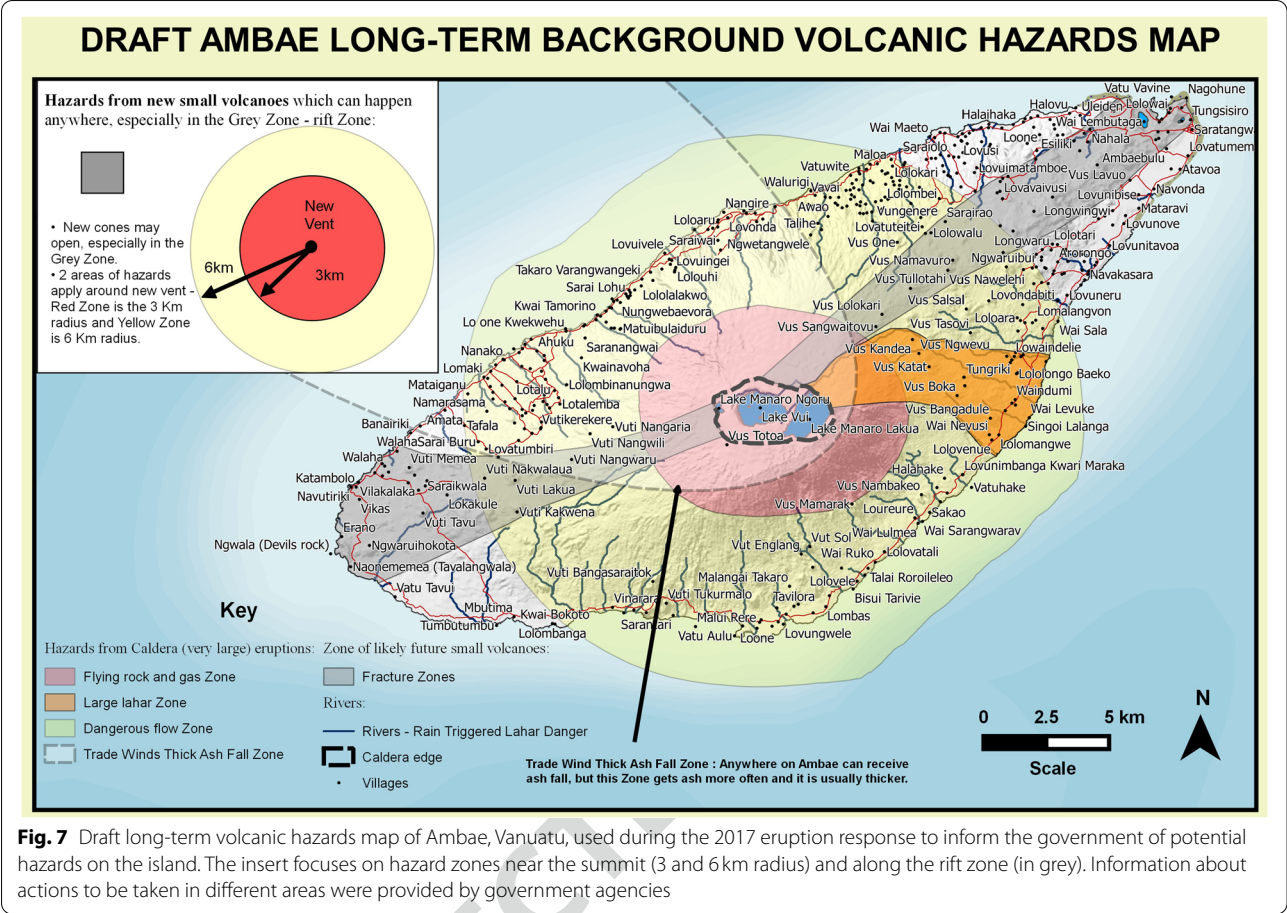 DRAFT AMBAE LONG-TERM BACKGROUND VOLCANIC HAZARDS MAP
Hazards from new small volcanoes which can happen
anywhere, especially in the Grey Zone - rift Zone:
• New cones may
open, especially in the
Grey Zone.
• 2 areas of hazards
apply around new vent -
Red Zone is the 3 Km
radius and Yellow Zone
is 6 Km radius.
New
Vent
6km
3km
Vatu Vavine
Nagohune
Halovu
Uleiden
Lolowai
Tungsisiro
Halaihaka
Wai Lembutaga
Saratangw
Wai Maeto
Loone
Esiliki
Nahala
Lovatumem
Saraiolo
Lovusi
Ambaebulu
Maloa
Atavoa
Vatuwite
Lolokari
Lovuimatamboe
Vus Lavuo
Walurigi
Vavai
Lolombei
Lovavaivusi
Lovunibise
Navonda
Nangire
Awao
Vungehere
Sarairao
Longwingwi
Mataravi
Loloaru
Lovonda
Talihe
Lovatuteitei
Lolowalu
Lovunove
Lovuivele
Saraiwai
Ngwetangwele
Vus One
Longwaru
Lolotari
Lovunitavoa
Lovuingei
Vus Namavuro
Ngwaruibui
Arorongo
Takaro Varangwangeki
Lolouhi
Vus Tullotahi
Vus Nawelehi
Navakasara
Sarai Lohu
Lololalakwo
Vus Salsal
Lovondabiti
Lovuneru
Kwai Tamorino
Nungwebaevora
Vus Lolokari
Lomalangvon
Lo one Kwekwehu
Matuibulaiduru
Vus Sangwaitovu
Vus Tasovi
Loloara
Wai Sala
Nanako
Ahuku
Saranangwai
Vus Kandea
Vus Ngwevu
Lowaindelie
Lomaki
Kwainavoha
Vus Katat
Tungriki
Lololongo Baeko
Mataiganu
Lotalu
Lolombinanungwa
Vus Boka
Waindumi
Namarasama
Lotalemba
Lake Manaro Ngoru
Vus Bangadule
Wai Levuke
Banairiki
Amata
Tafala
Vutikerekere
Vuti Nangaria
Lake Vui
Lake Manaro Lakua
Wai Nevusi
Singoi Lalanga
Walaha
Sarai Buru
Vuti Nangwili
Vus Totoa
Lolomangwe
Walaha
Vuti Memea
Lovatumbiri
Vuti Nangwaru
Lolovenue
Katambolo
Vuti Nakwalaua
Halahake
Lovunimbanga Kwari Maraka
Navutiriki
Vilakalaka
Saraikwala
Vuti Lakua
Vus Nambakeo
Vatuhake
Vikas
Lokakule
Vus Mamarak
Loureure
Sakao
Erano
Vuti Tavu
Vuti Kakwena
Vut Sol
Wai Lulmea
Wai Sarangwarav
Ngwala (Devils rock)
Ngwaruihokota
Vut Englang
Wai Ruko
Lolovatali
Naonememea (Tavalangwala)
Vuti Bangasaraitok
Malangai Takaro
Lolovele
Talai Roroileleo
Vatu Tavui
Vinarara
Vuti Tukurmalo
Tavilora
Bisui Tarivie
Mbutima
Kwai Bokoto
Sarantari
Malui Rere
Lombas
Tumbutumbu
Lolombanga
Vatu Aulu
Loone
Lovungwele
Key
Hazards from Caldera (very large) eruptions:
Flying rock and gas Zone
Large lahar Zone
Dangerous flow Zone
Trade Winds Thick Ash Fall Zone
Zone of likely future small volcanoes:
Fracture Zones
Rivers:
Rivers - Rain Triggered Lahar Danger
Caldera edge
Villages
Trade Wind Thick Ash Fall Zone : Anywhere on Ambae can receive
ash fall, but this Zone gets ash more often and it is usually thicker.
0 2.5 5 km
Scale
N
Fig. 7 Draft long-term volcanic hazards map of Ambae, Vanuatu, used during the 2017 eruption response to inform the government of potential
hazards on the island. The insert focuses on hazard zones near the summit (3 and 6 km radius) and along the rift zone (in grey). Information about
actions to be taken in different areas were provided by government agencies